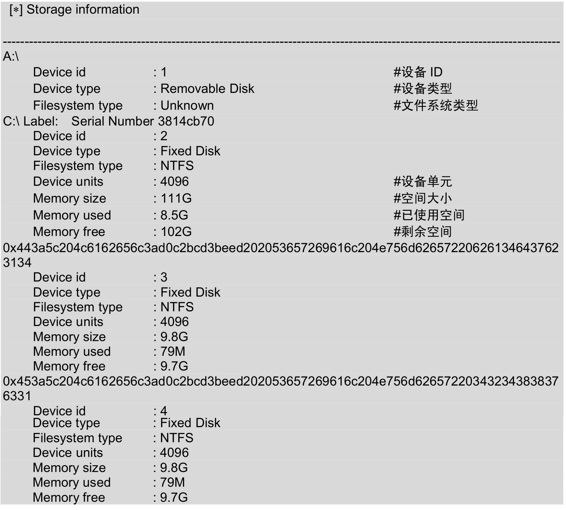 [*] Storage information
--------------------------------------------------------------------------------
A:\
Device id : 1 #设备 ID
Device type : Removable Disk #设备类型
Filesystem type : Unknown #文件系统类型
C:\ Label: Serial Number 3814cb70
Device id : 2
Device type : Fixed Disk
Filesystem type : NTFS
Device units : 4096 #设备单元
Memory size : 111G #空间大小
Memory used : 8.5G #已使用空间
Memory free : 102G #剩余空间
0x443a5c204c6162656c3ad0c2bcd3beed202053657269616c204e756d62657220626134643762
3134
Device id : 3
Device type : Fixed Disk
Filesystem type : NTFS
Device units : 4096
Memory size : 9.8G
Memory used : 79M
Memory free : 9.7G
0x453a5c204c6162656c3ad0c2bcd3beed202053657269616c204e756d62657220343234383837
6331
Device id : 4
Device type : Fixed Disk
Filesystem type : NTFS
Device units : 4096
Memory size : 9.8G
Memory used : 79M
Memory free : 9.7G